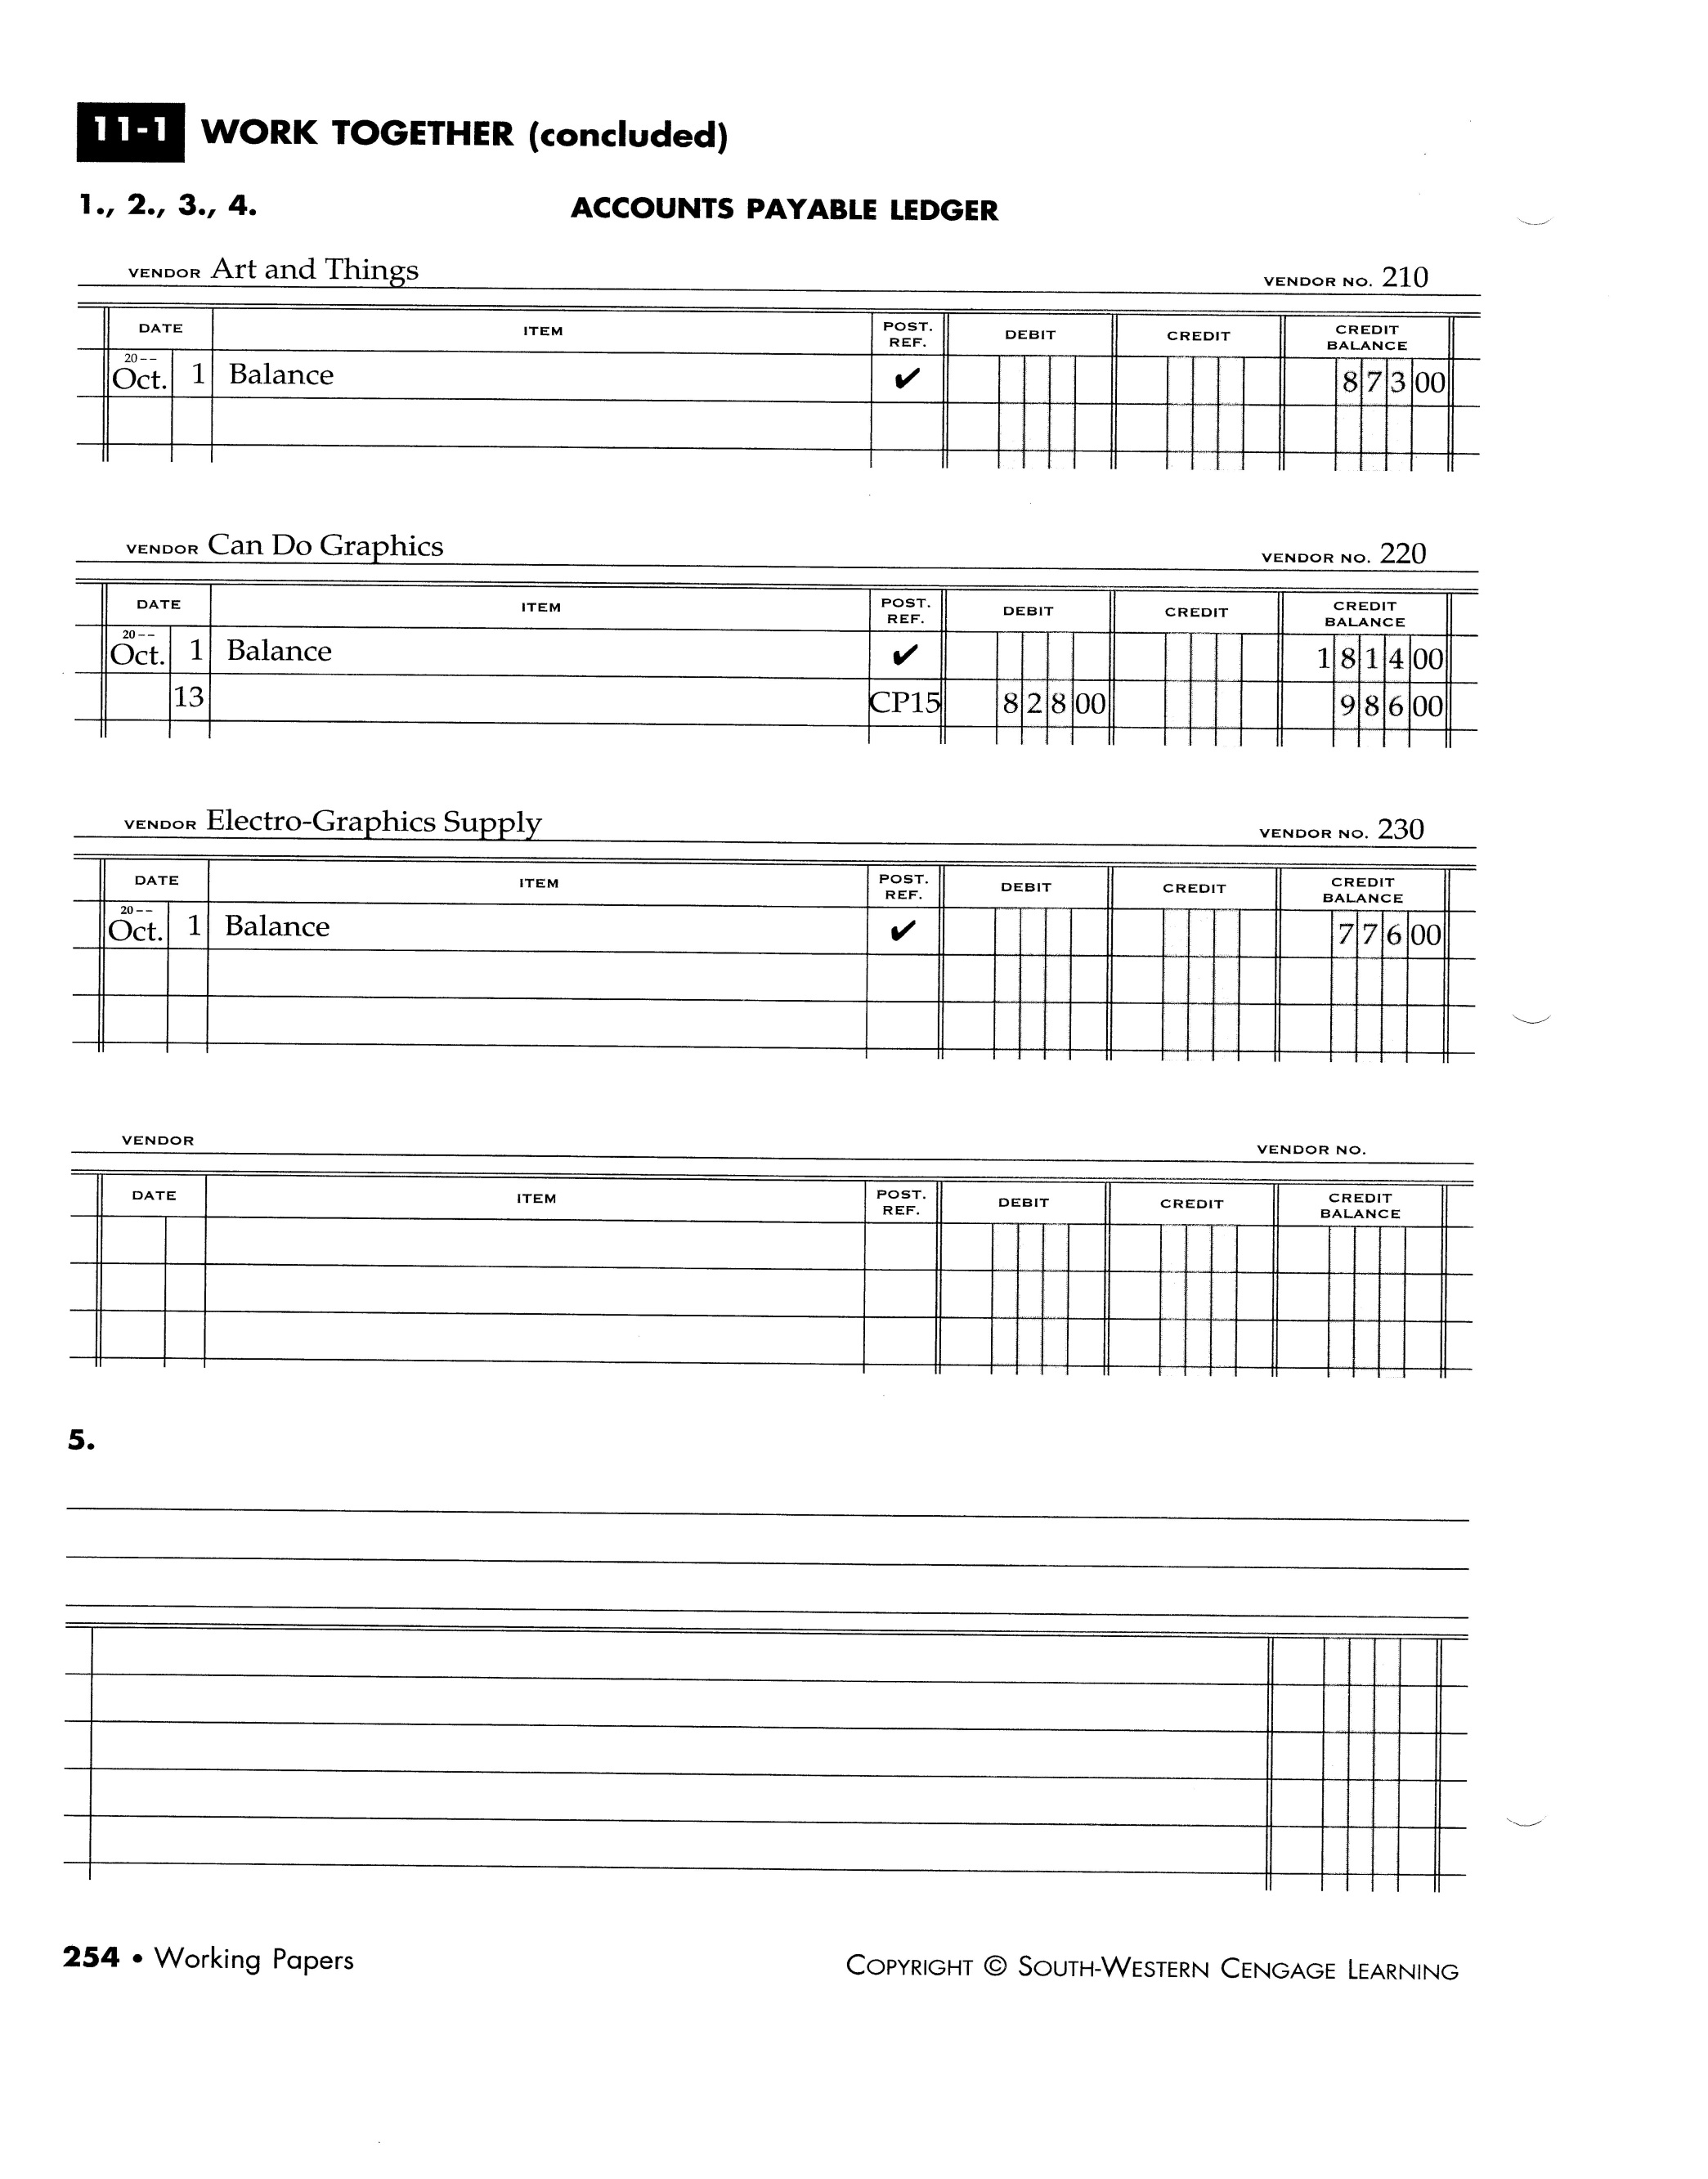 11-1 WORK TOGETHER (concluded)
1., 2., 3., 4. ACCOUNTS PAYABLE LEDGER
VENDOR Art and Things VENDOR NO. 210
DATE ITEM POST. REF. DEBIT CREDIT CREDIT BALANCE
20-- Oct. 1 Balance ✔ 873 00
VENDOR Can Do Graphics VENDOR NO. 220
DATE ITEM POST. REF. DEBIT CREDIT CREDIT BALANCE
20-- Oct. 1 Balance ✔ 1814 00
13 CP15 828 00 986 00
VENDOR Electro-Graphics Supply VENDOR NO. 230
DATE ITEM POST. REF. DEBIT CREDIT CREDIT BALANCE
20-- Oct. 1 Balance ✔ 776 00
VENDOR VENDOR NO.
DATE ITEM POST. REF. DEBIT CREDIT CREDIT BALANCE
5.
254 • Working Papers COPYRIGHT © SOUTH-WESTERN CENGAGE LEARNING